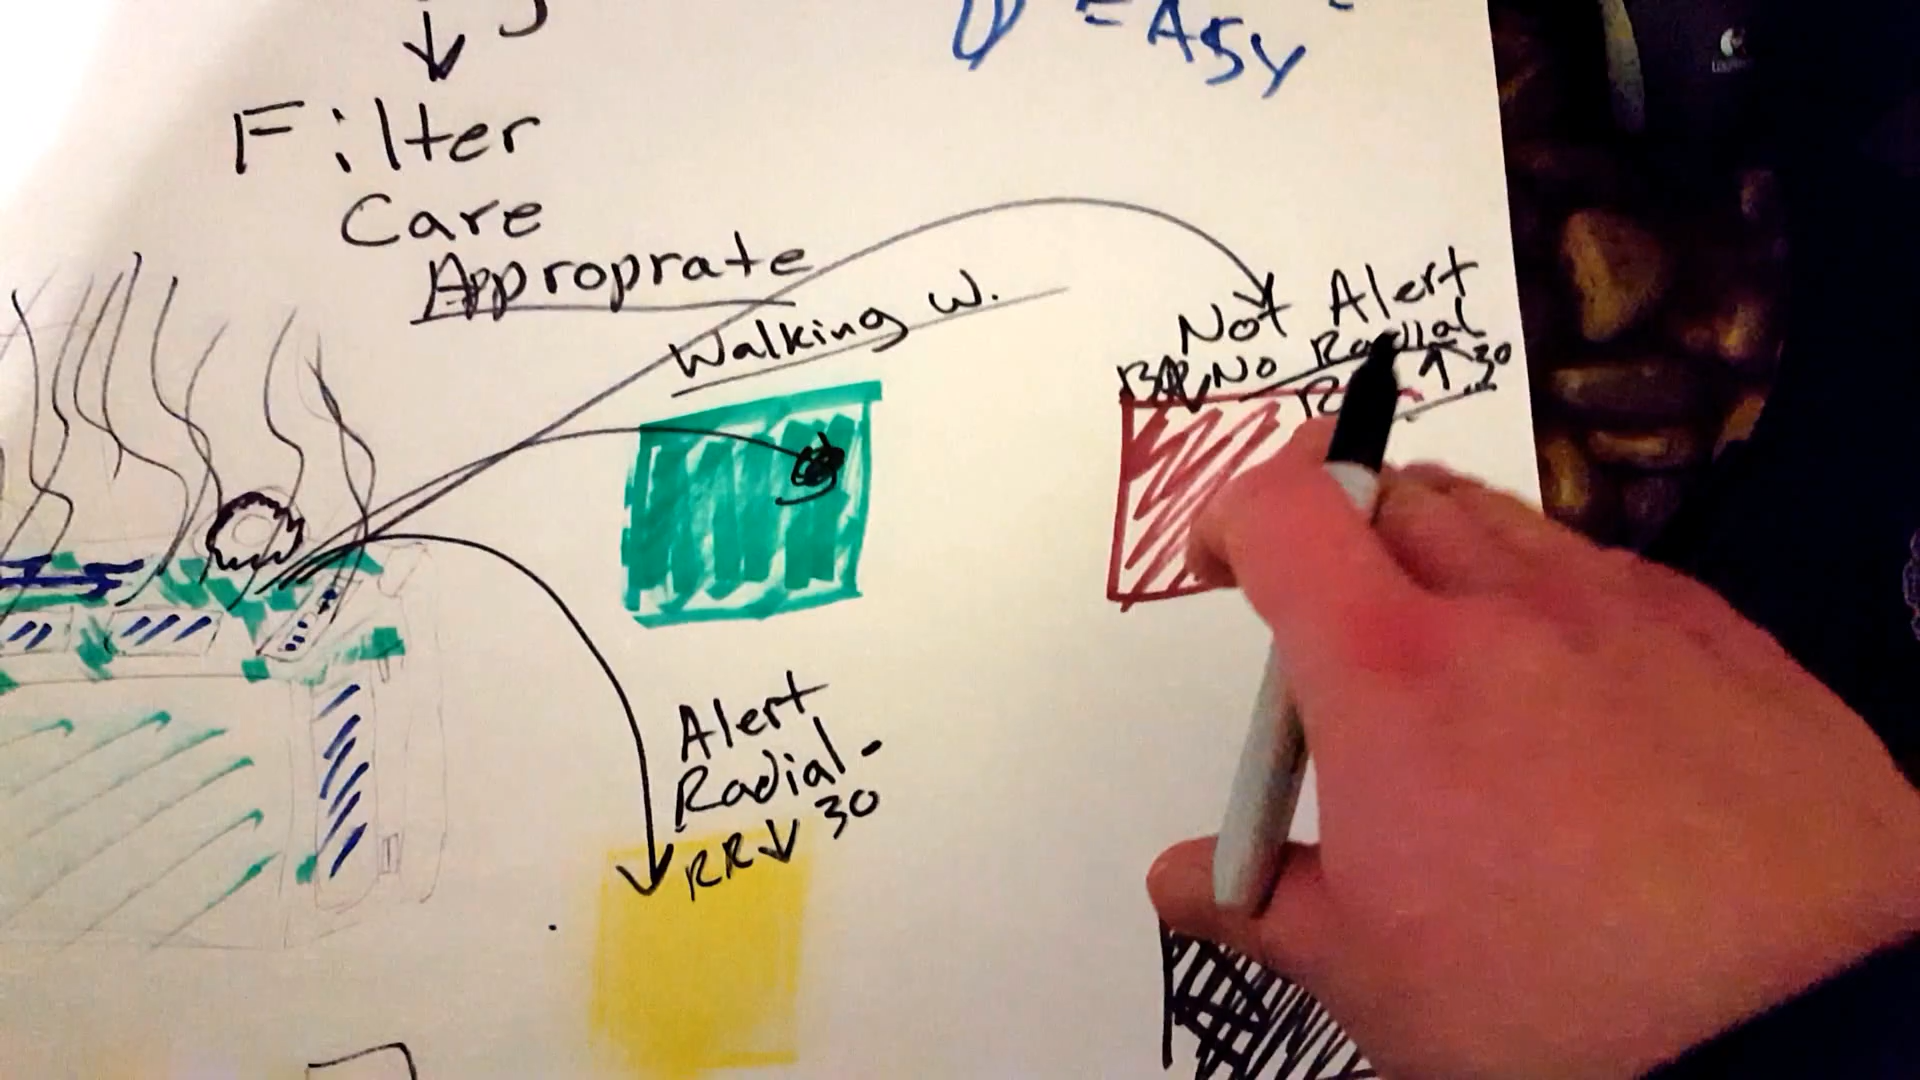 = EASY
Filter
Care
Approprate
Walking W.
Not Alert
No Radial
↑ 30
Alert
Radial -
RR↓ 30